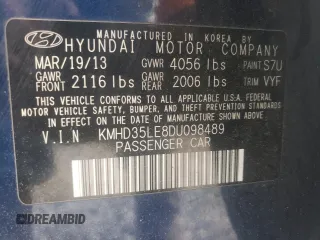 MADE IN KOREA
HYUNDAI MOTOR COMPANY
MAR/19/13 GVWR 4056 lbs PAINT S7U
GAWR FRONT 2116 lbs GAWR REAR 2006 lbs TRIM VYF
THIS VEHICLE CONFORMS TO ALL APPLICABLE
FEDERAL MOTOR VEHICLE SAFETY BUMPER, AND
THEFT PREVENTION STANDARDS IN EFFECT ON
THE DATE OF MANUFACTURE SHOWN ABOVE.
V.I.N KMHD35LE8DU098489
PASSENGER CAR
©DREAMBID